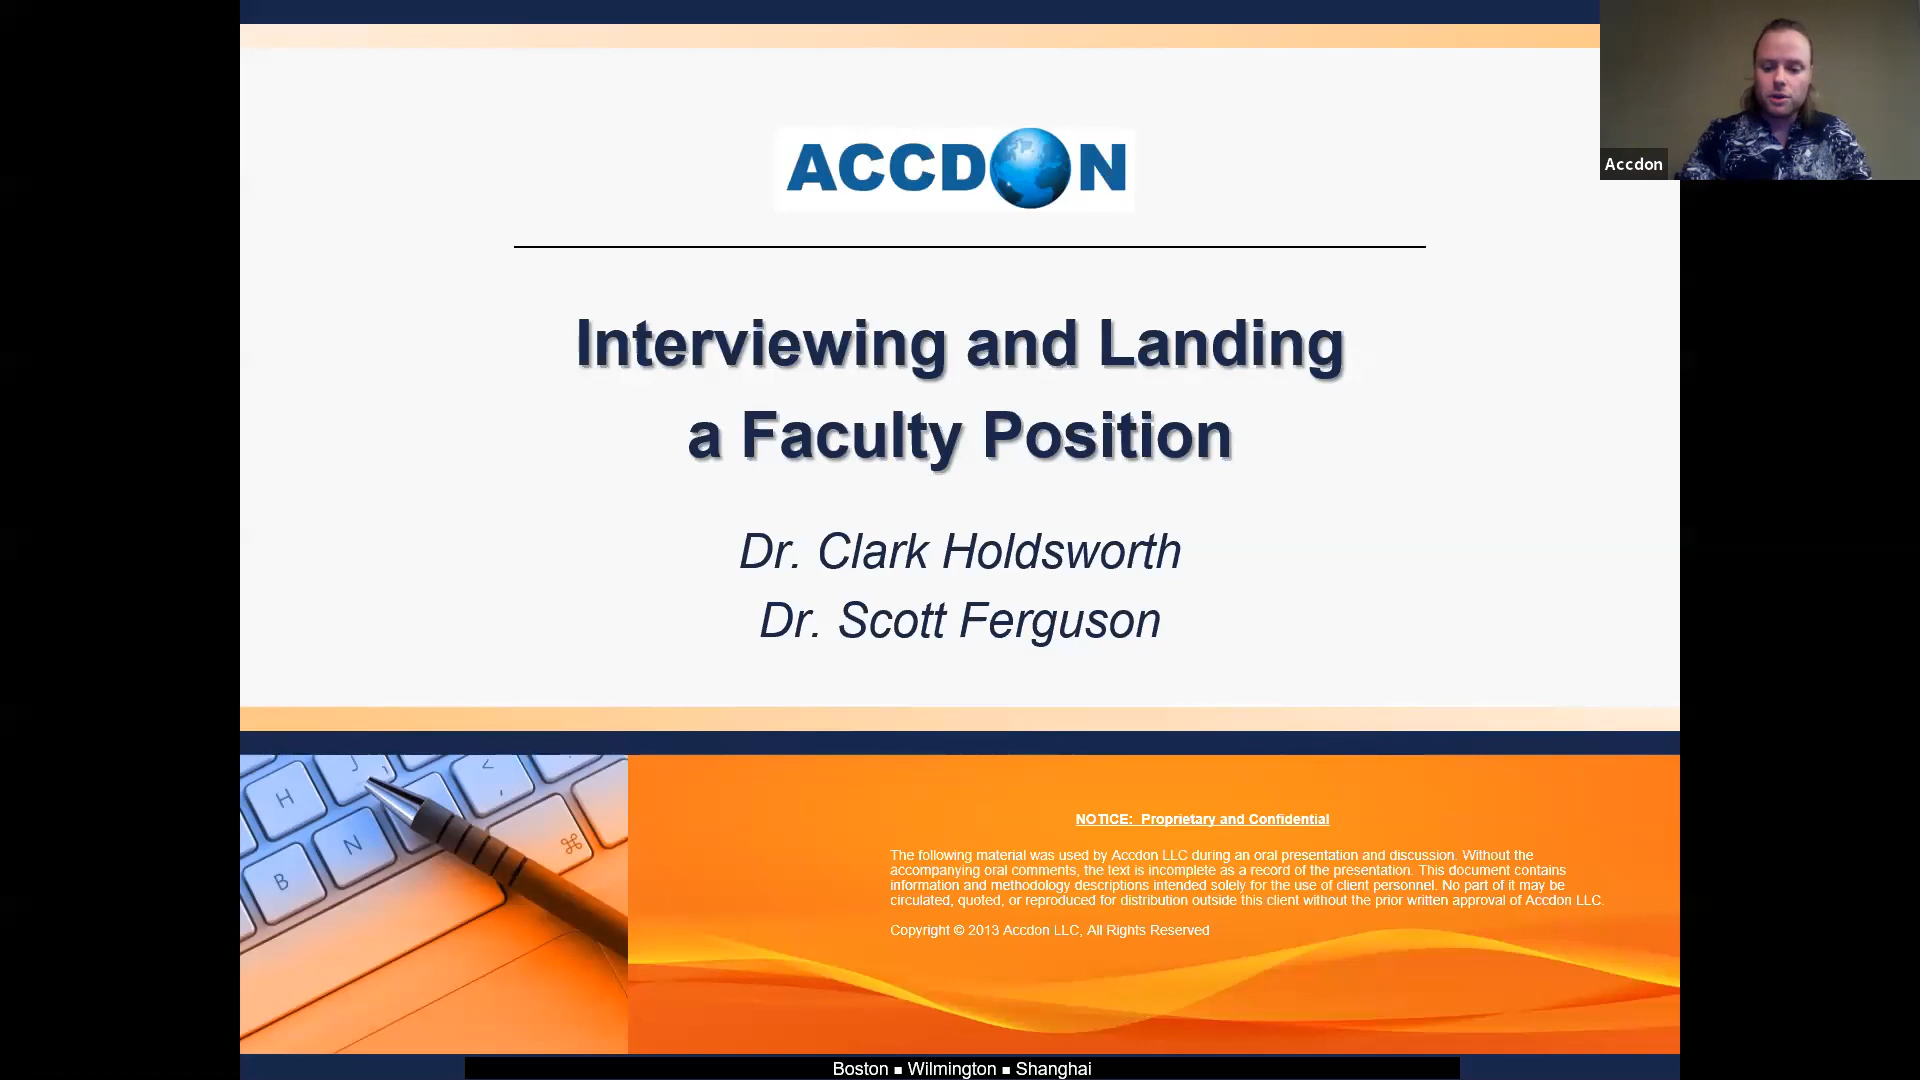 ACCDON
Accdon
Interviewing and Landing
a Faculty Position
Dr. Clark Holdsworth
Dr. Scott Ferguson
J
H
N
B
<
,
⌘
NOTICE: Proprietary and Confidential
The following material was used by Accdon LLC during an oral presentation and discussion. Without the
accompanying oral comments, the text is incomplete as a record of the presentation. This document contains
information and methodology descriptions intended solely for the use of client personnel. No part of it may be
circulated, quoted, or reproduced for distribution outside this client without the prior written approval of Accdon LLC.
Copyright © 2013 Accdon LLC, All Rights Reserved
Boston ■ Wilmington ■ Shanghai